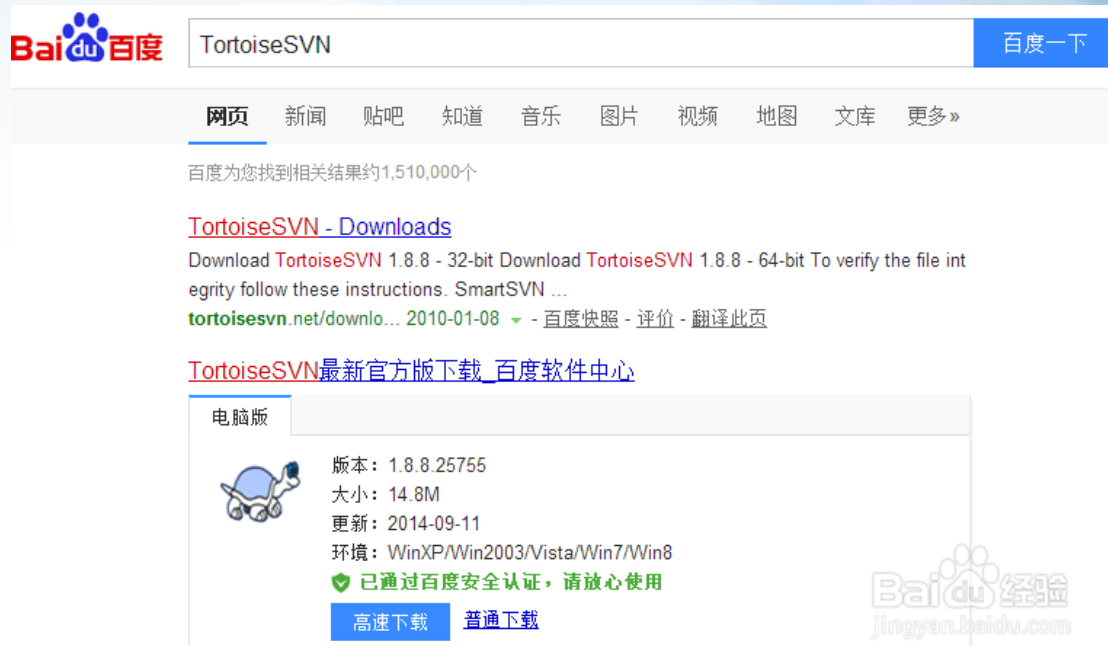 Bai du 百度
TortoiseSVN
百度一下
网页 新闻 贴吧 知道 音乐 图片 视频 地图 文库 更多»
百度为您找到相关结果约1,510,000个
TortoiseSVN - Downloads
Download TortoiseSVN 1.8.8 - 32-bit Download TortoiseSVN 1.8.8 - 64-bit To verify the file int
egrity follow these instructions. SmartSVN ...
tortoisesvn.net/downlo... 2010-01-08 - 百度快照 - 评价 - 翻译此页
TortoiseSVN最新官方版下载_百度软件中心
电脑版
版本：1.8.8.25755
大小：14.8M
更新：2014-09-11
环境：WinXP/Win2003/Vista/Win7/Win8
已通过百度安全认证，请放心使用
高速下载 普通下载
Bai du 经验
jingyan.baidu.com